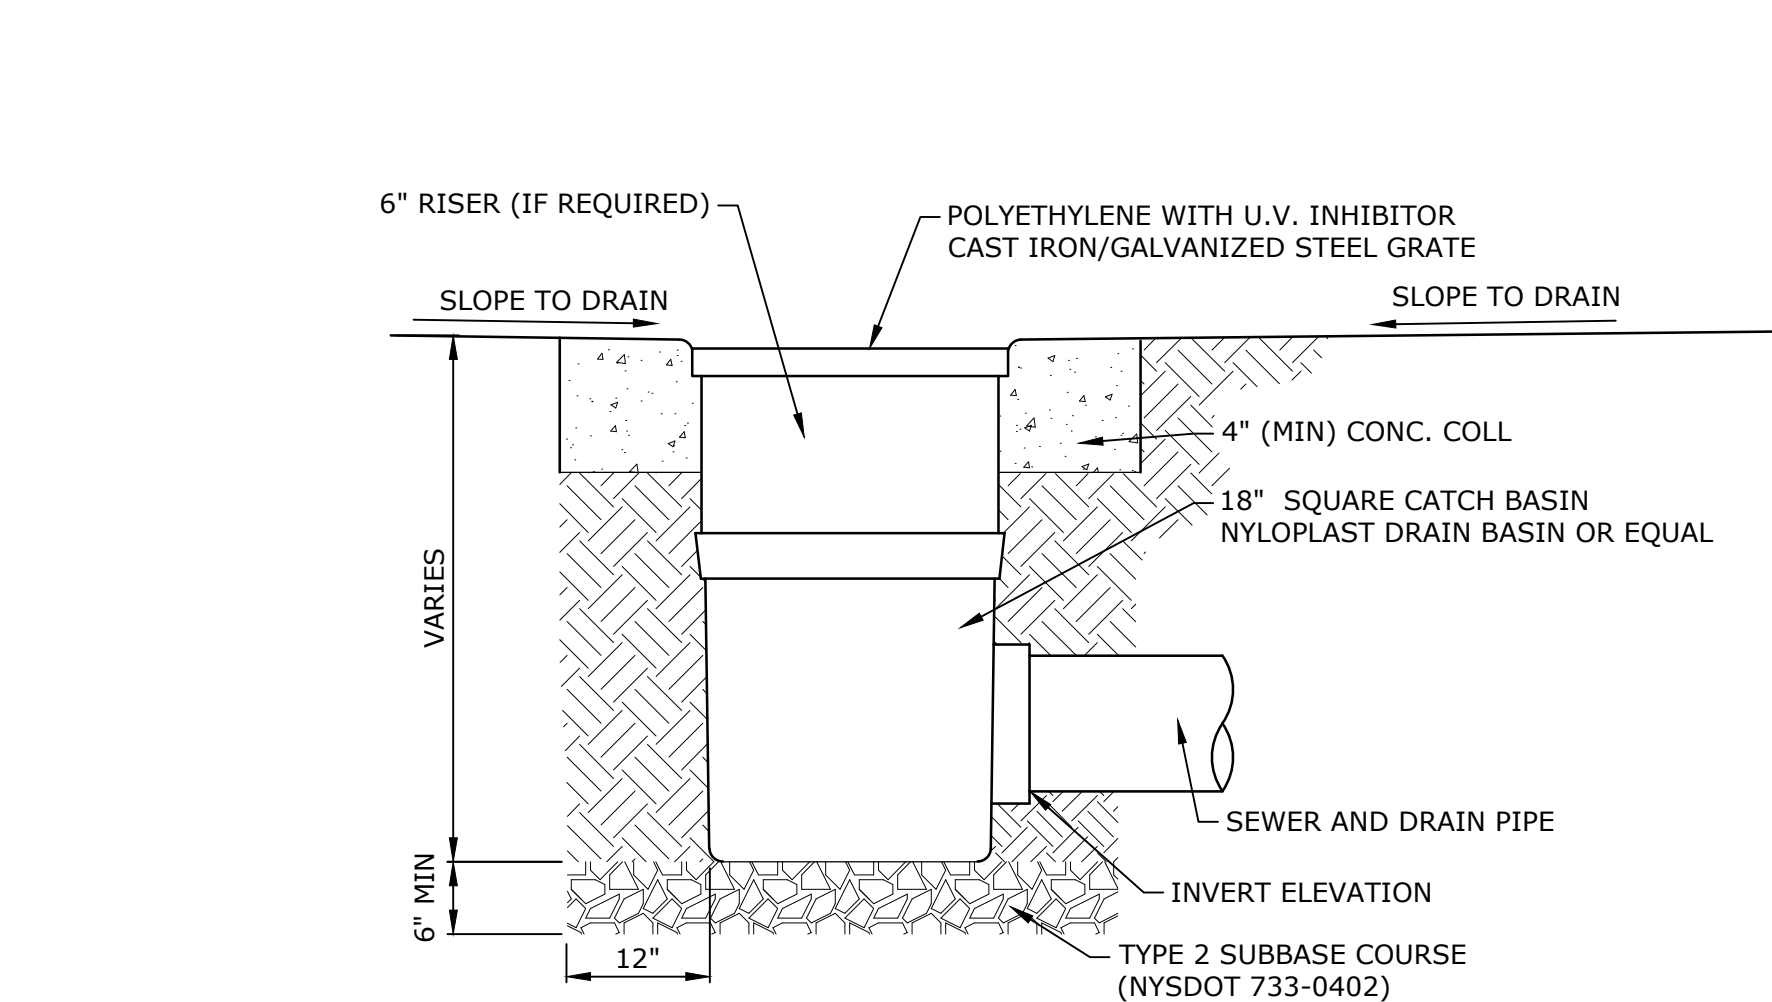 6" RISER (IF REQUIRED)
POLYETHYLENE WITH U.V. INHIBITOR
CAST IRON/GALVANIZED STEEL GRATE
SLOPE TO DRAIN
SLOPE TO DRAIN
4" (MIN) CONC. COLL
18" SQUARE CATCH BASIN
NYLOPLAST DRAIN BASIN OR EQUAL
VARIES
SEWER AND DRAIN PIPE
6" MIN
INVERT ELEVATION
12"
TYPE 2 SUBBASE COURSE
(NYSDOT 733-0402)